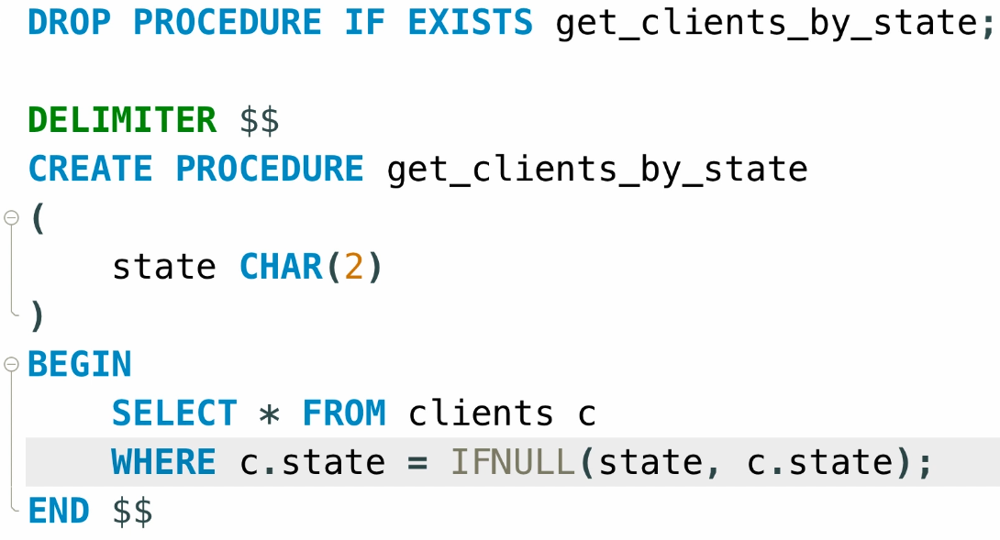 DROP PROCEDURE IF EXISTS get_clients_by_state;
DELIMITER $$
CREATE PROCEDURE get_clients_by_state
(
    state CHAR(2)
)
BEGIN
    SELECT * FROM clients c
    WHERE c.state = IFNULL(state, c.state);
END $$